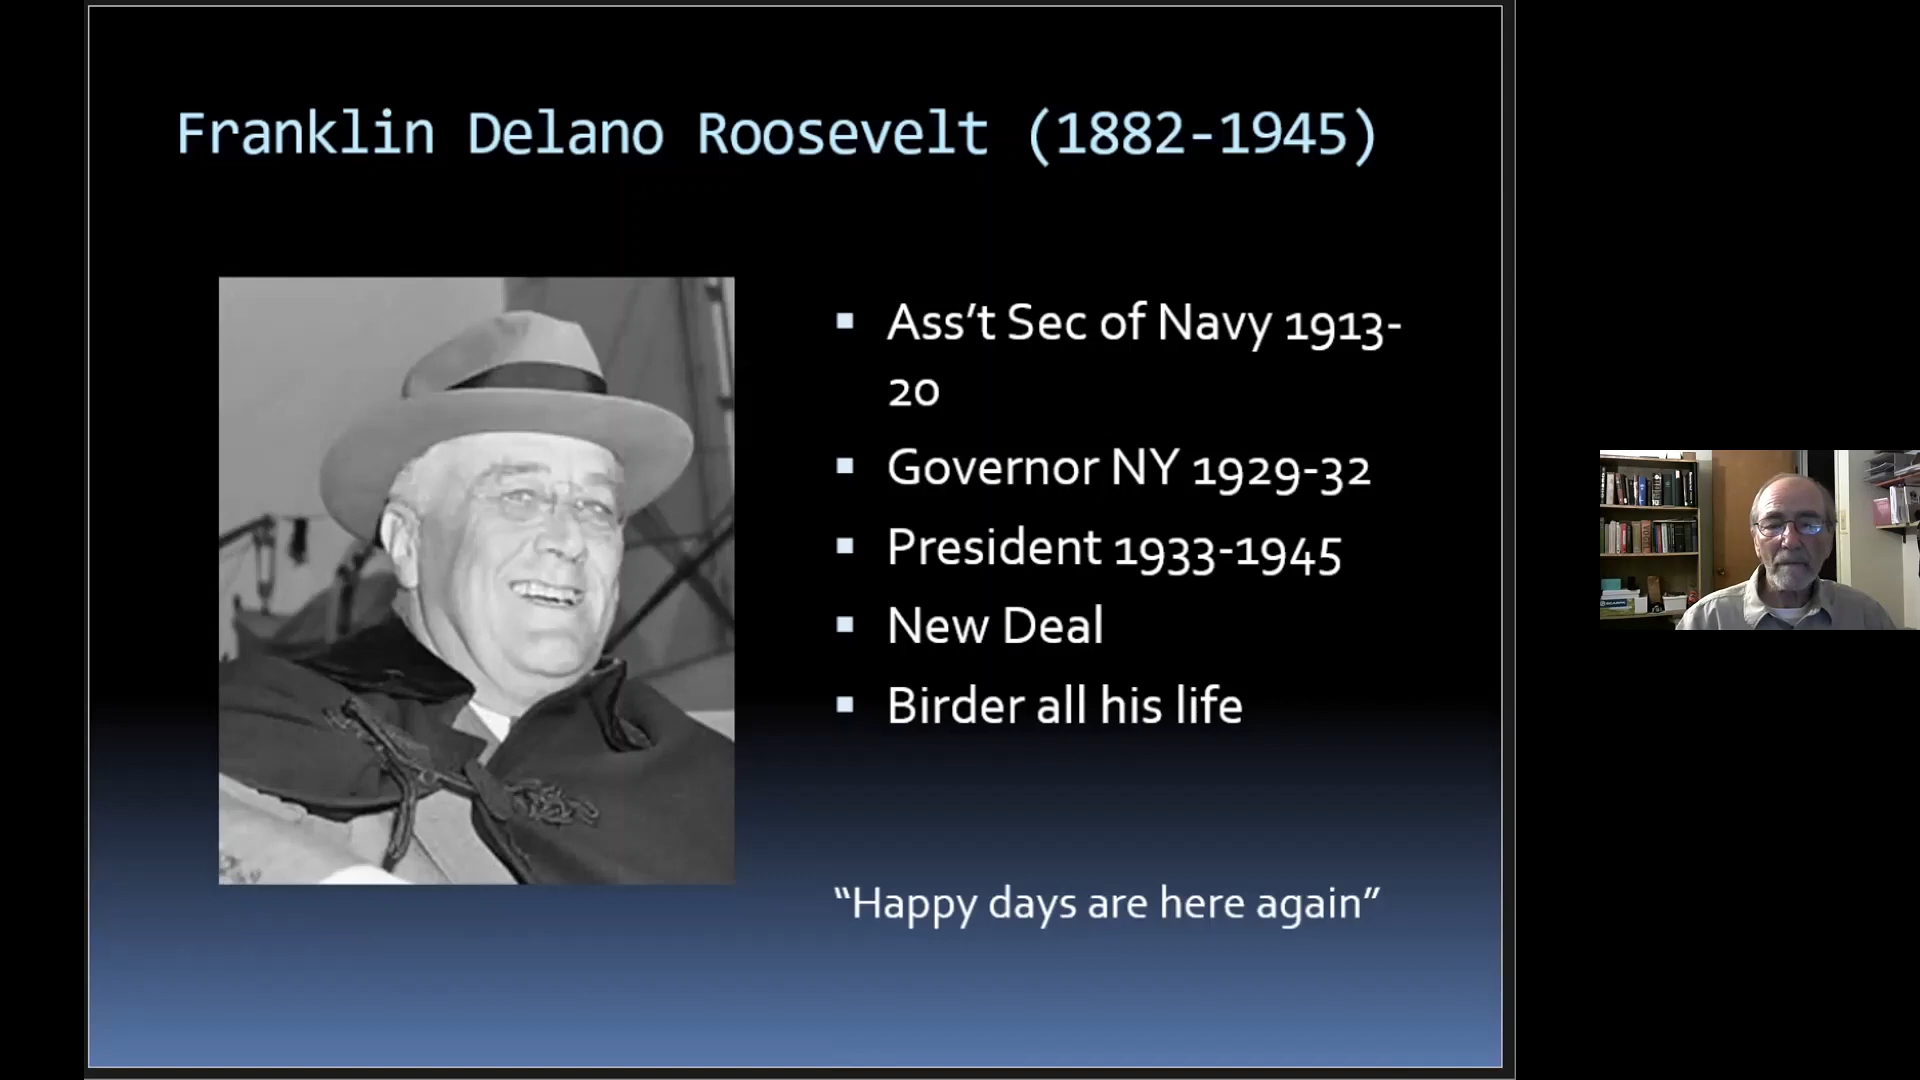 Franklin Delano Roosevelt (1882-1945)
Ass’t Sec of Navy 1913-
20
Governor NY 1929-32
President 1933-1945
New Deal
Birder all his life
“Happy days are here again”